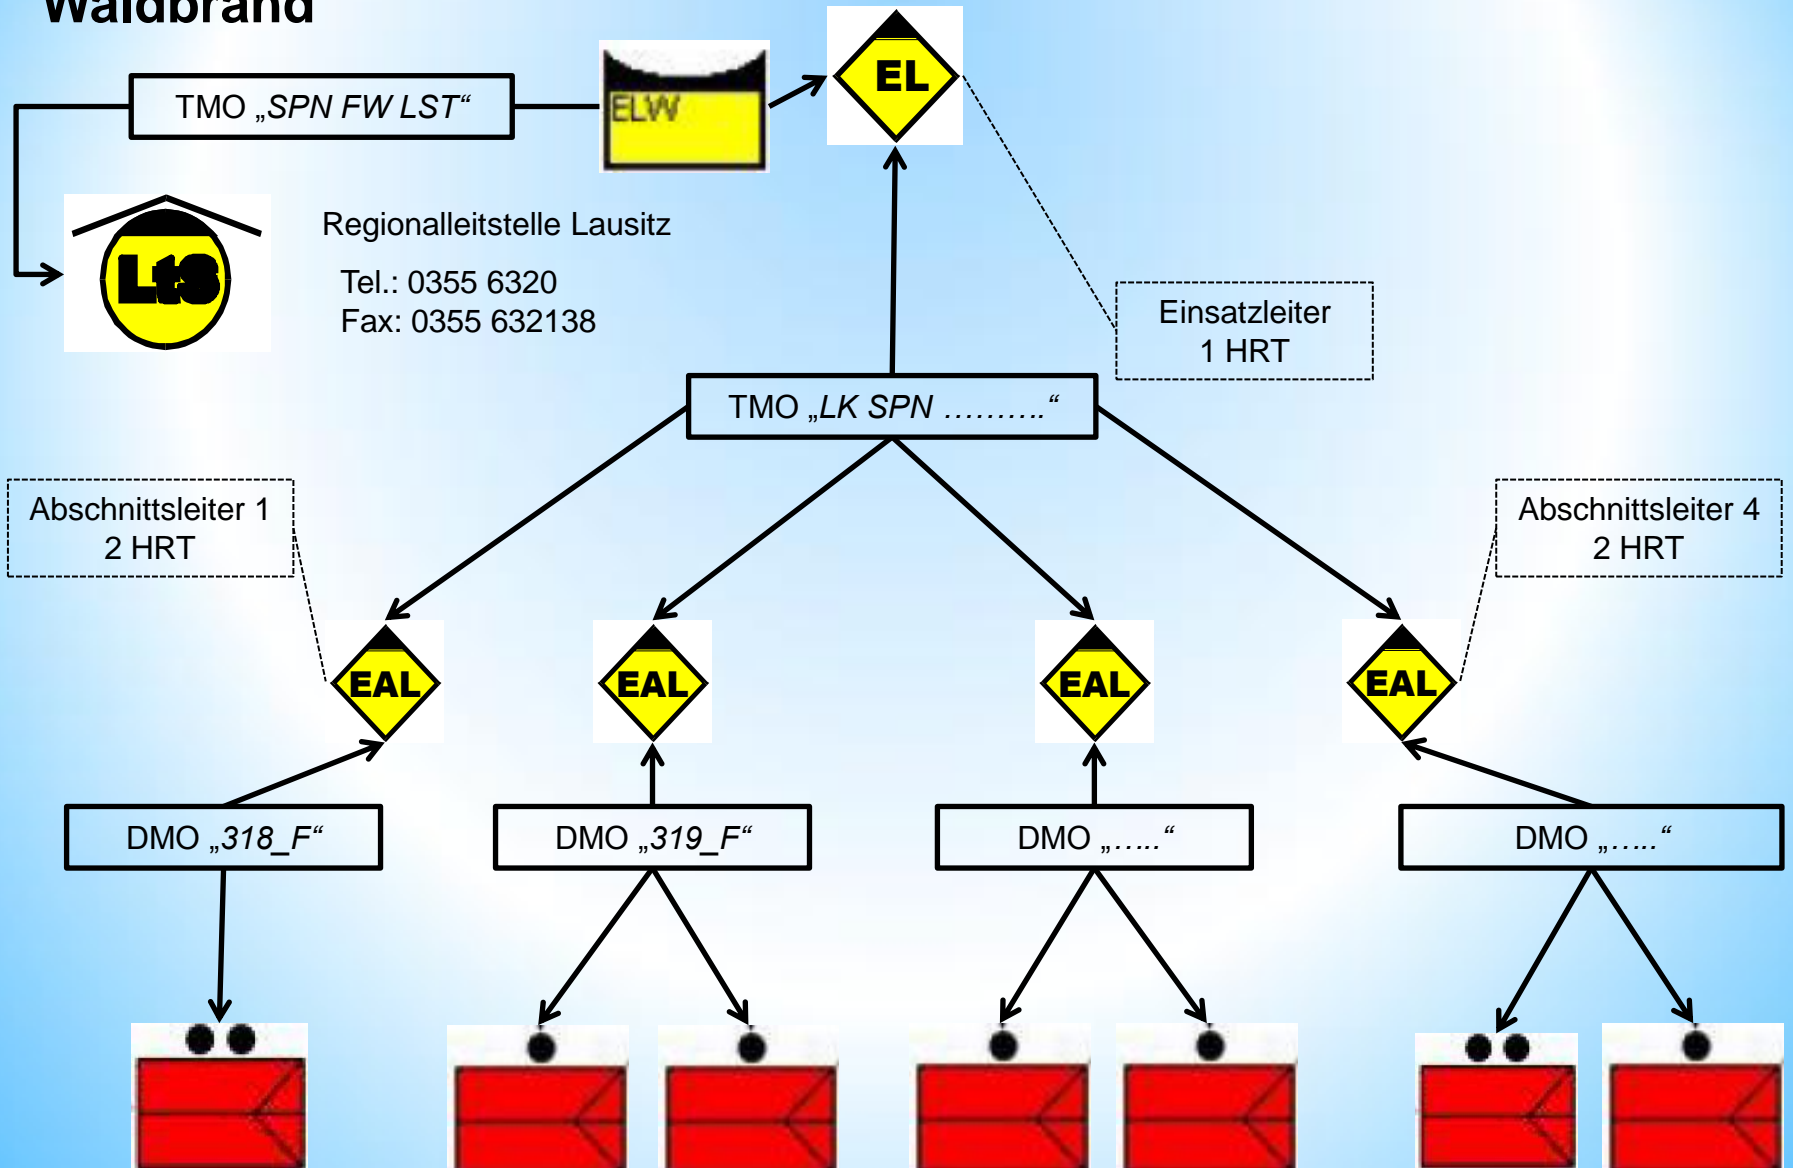 Waldbrand
TMO „SPN FW LST“
ELW
EL
LtS
Regionalleitstelle Lausitz
Tel.: 0355 6320
Fax: 0355 632138
Einsatzleiter
1 HRT
TMO „LK SPN ……….“
Abschnittsleiter 1
2 HRT
Abschnittsleiter 4
2 HRT
EAL
EAL
EAL
EAL
DMO „318_F“
DMO „319_F“
DMO „…..“
DMO „…..“